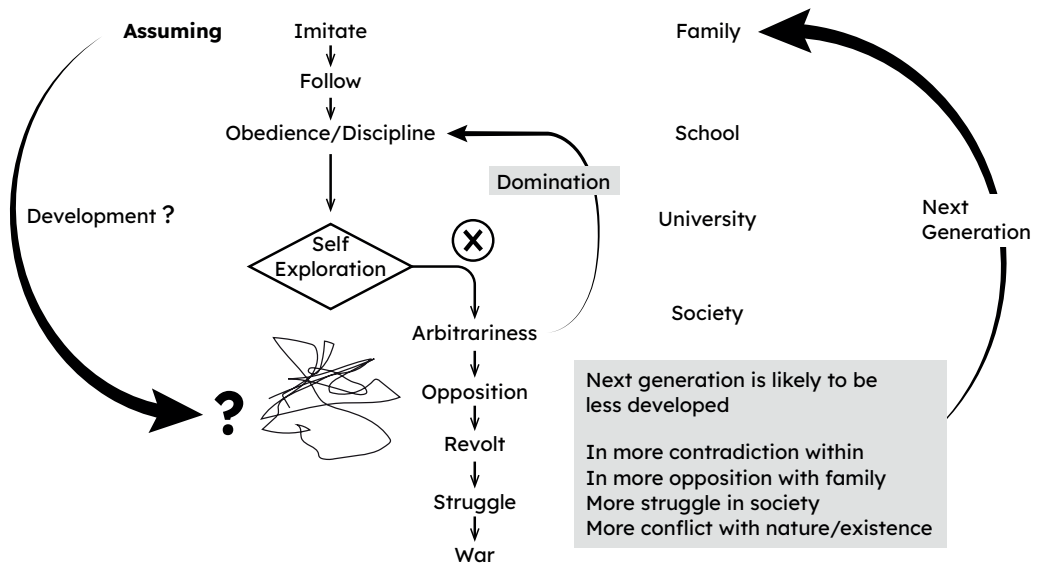 Assuming
Imitate
Family
Follow
Obedience/Discipline
School
Domination
Development ?
University
Next
Generation
Self
Exploration
X
Society
Arbitrariness
?
Opposition
Revolt
Struggle
War
Next generation is likely to be
less developed
In more contradiction within
In more opposition with family
More struggle in society
More conflict with nature/existence